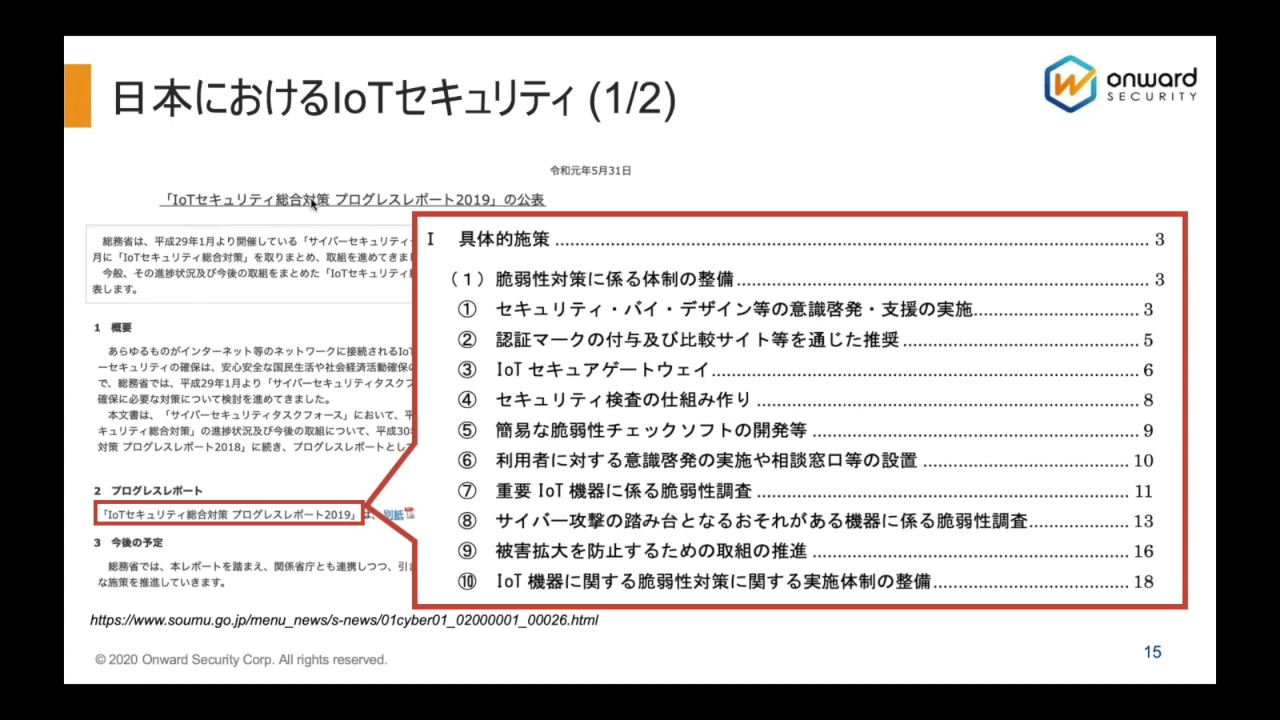 日本におけるIoTセキュリティ (1/2)
onward
SECURITY
令和元年5月31日
「IoTセキュリティ総合対策 プログレスレポート2019」の公表
総務省は、平成29年1月より開催している「サイバーセキュリティ
月に「IoTセキュリティ総合対策」を取りまとめ、取組を進めてきまし
今般、その進捗状況及び今後の取組をまとめた「IoTセキュリティ
表します。
1 概要
あらゆるものがインターネット等のネットワークに接続されるIoT
ーセキュリティの確保は、安心安全な国民生活や社会経済活動確保の
で、総務省では、平成29年1月より「サイバーセキュリティタスクフ
確保に必要な対策について検討を進めてきました。
本文書は、「サイバーセキュリティタスクフォース」において、平
キュリティ総合対策」の進捗状況及び今後の取組について、平成30
対策 プログレスレポート2018」に続き、プログレスレポートとして
2 プログレスレポート
「IoTセキュリティ総合対策 プログレスレポート2019」は、別紙
3 今後の予定
総務省では、本レポートを踏まえ、関係省庁とも連携しつつ、引
な施策を推進していきます。
I 具体的施策 3
(1) 脆弱性対策に係る体制の整備 3
① セキュリティ・バイ・デザイン等の意識啓発・支援の実施 3
② 認証マークの付与及び比較サイト等を通じた推奨 5
③ IoT セキュアゲートウェイ 6
④ セキュリティ検査の仕組み作り 8
⑤ 簡易な脆弱性チェックソフトの開発等 9
⑥ 利用者に対する意識啓発の実施や相談窓口等の設置 10
⑦ 重要 IoT 機器に係る脆弱性調査 11
⑧ サイバー攻撃の踏み台となるおそれがある機器に係る脆弱性調査 13
⑨ 被害拡大を防止するための取組の推進 16
⑩ IoT 機器に関する脆弱性対策に関する実施体制の整備 18
https://www.soumu.go.jp/menu_news/s-news/01cyber01_02000001_00026.html
© 2020 Onward Security Corp. All rights reserved.
15